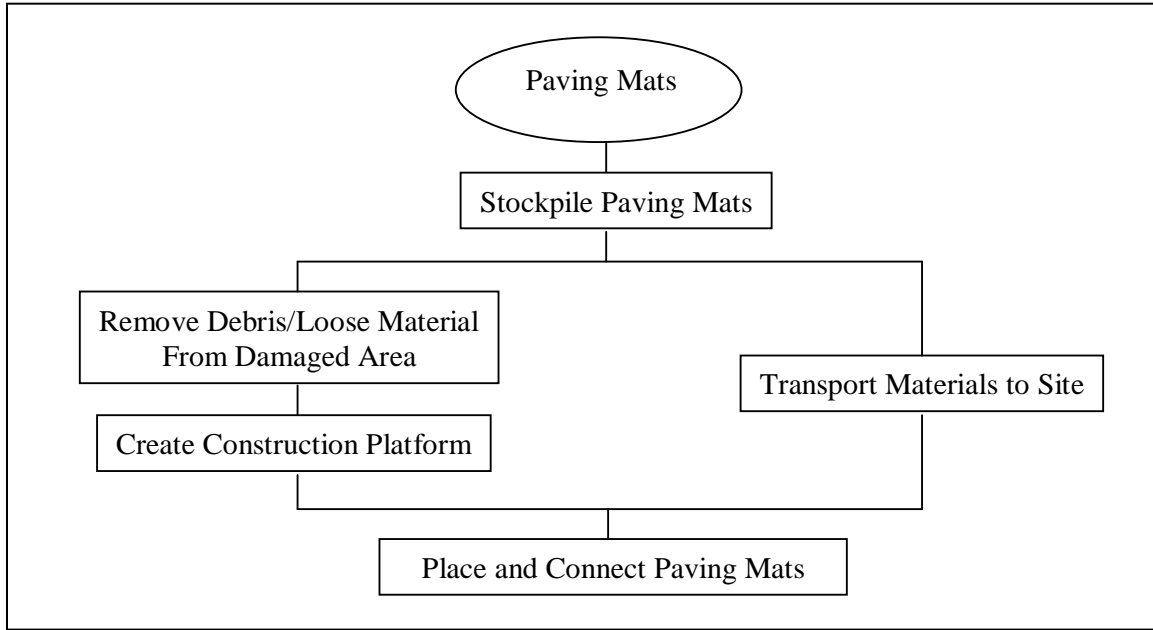 Paving Mats
Stockpile Paving Mats
Remove Debris/Loose Material
From Damaged Area
Transport Materials to Site
Create Construction Platform
Place and Connect Paving Mats